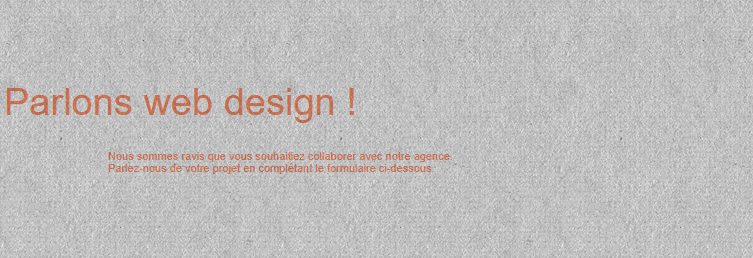 Parlons web design !
Nous sommes ravis que vous souhaitiez collaborer avec notre agence.
Parlez-nous de votre projet en complétant le formulaire ci-dessous.